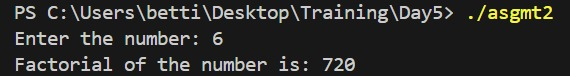 PS C:\Users\betti\Desktop\Training\Day5> ./asgmt2
Enter the number: 6
Factorial of the number is: 720